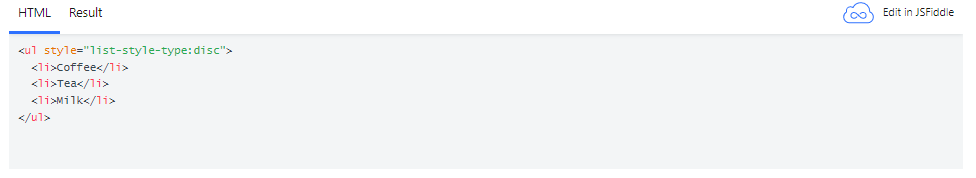 HTML Result Edit in JSFiddle
<ul style="list-style-type:disc">
  <li>Coffee</li>
  <li>Tea</li>
  <li>Milk</li>
</ul>